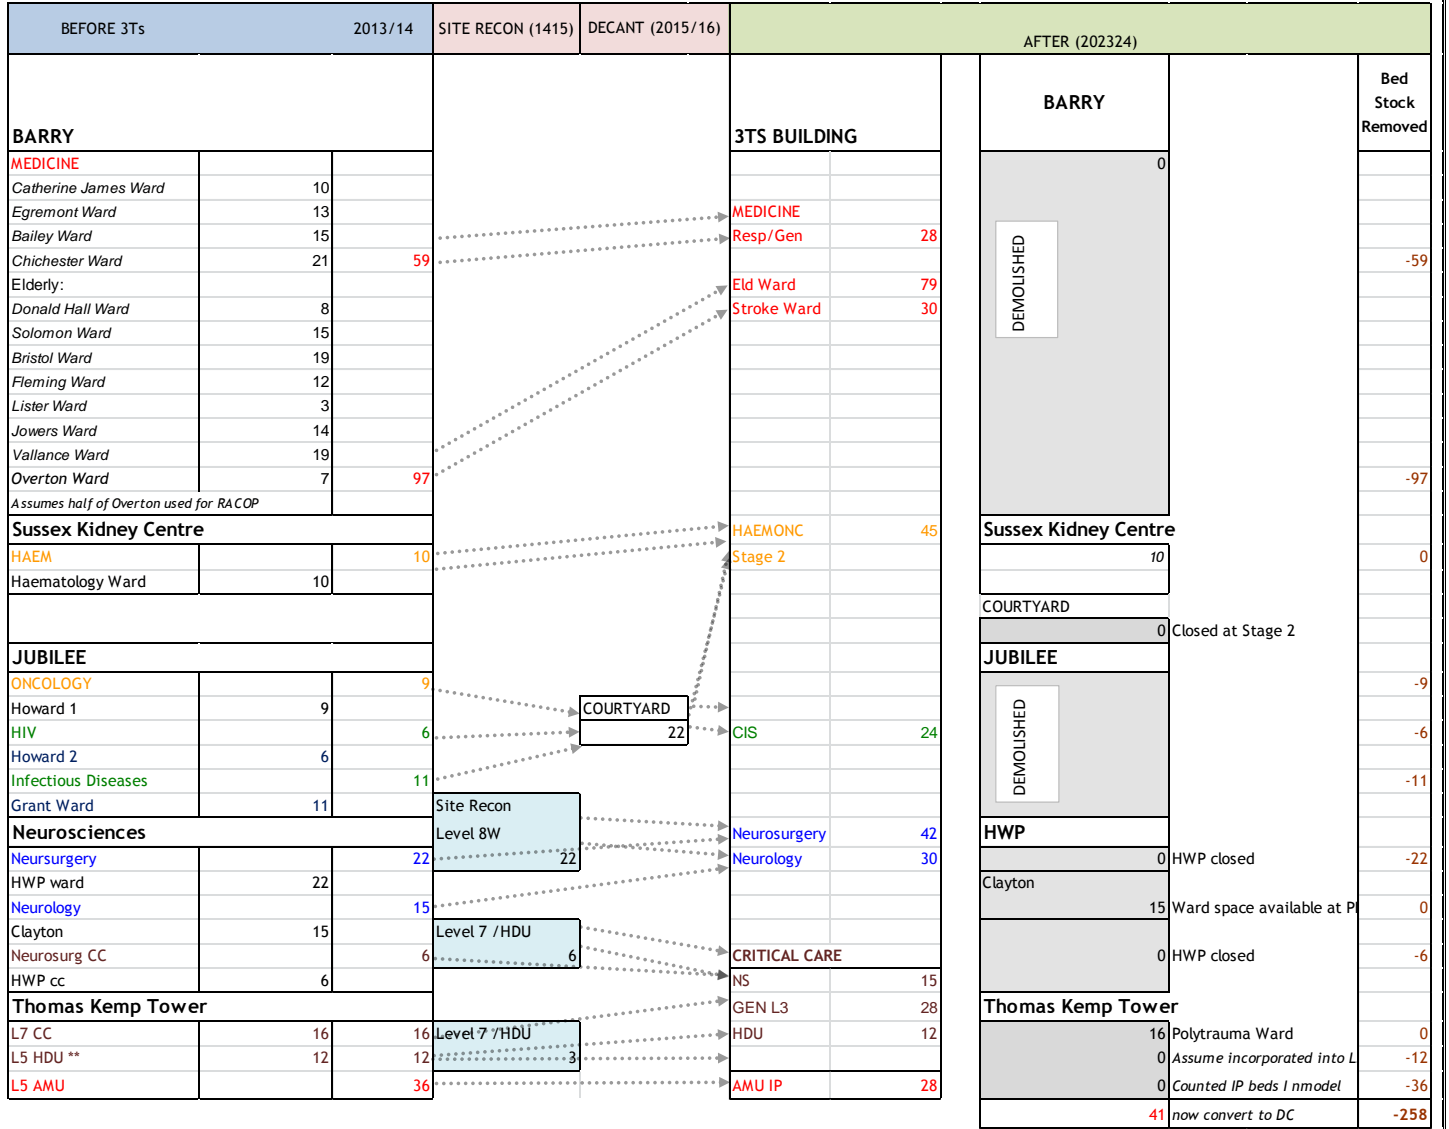 BEFORE 3Ts 2013/14 SITE RECON (1415) DECANT (2015/16) AFTER (202324)
BARRY 3TS BUILDING BARRY Bed Stock Removed
MEDICINE 0
Catherine James Ward 10
Egremont Ward 13 MEDICINE
Bailey Ward 15 Resp/Gen 28
Chichester Ward 21 59 -59
Elderly: Eld Ward 79
Donald Hall Ward 8 Stroke Ward 30
DEMOLISHED
Solomon Ward 15
Bristol Ward 19
Fleming Ward 12
Lister Ward 3
Jowers Ward 14
Vallance Ward 19
Overton Ward 7 97 -97
Assumes half of Overton used for RACOP
Sussex Kidney Centre HAEMONC 45 Sussex Kidney Centre
HAEM 10 Stage 2 10 0
Haematology Ward 10
COURTYARD
0 Closed at Stage 2
JUBILEE JUBILEE
ONCOLOGY 9 -9
Howard 1 9 COURTYARD
HIV 6 22 CIS 24 -6
DEMOLISHED
Howard 2 6
Infectious Diseases 11 -11
Grant Ward 11 Site Recon
Neurosciences Level 8W Neurosurgery 42 HWP
Neursurgery 22 22 Neurology 30 0 HWP closed -22
HWP ward 22 Clayton
Neurology 15 15 Ward space available at 0
Clayton 15 Level 7 /HDU
Neurosurg CC 6 6 CRITICAL CARE 0 HWP closed -6
HWP cc 6 NS 15
Thomas Kemp Tower GEN L3 28 Thomas Kemp Tower
L7 CC 16 16 Level 7 /HDU HDU 12 16 Polytrauma Ward 0
L5 HDU ** 12 12 3 0 Assume incorporated into L -12
L5 AMU 36 AMU IP 28 0 Counted IP beds I nmodel -36
41 now convert to DC -258